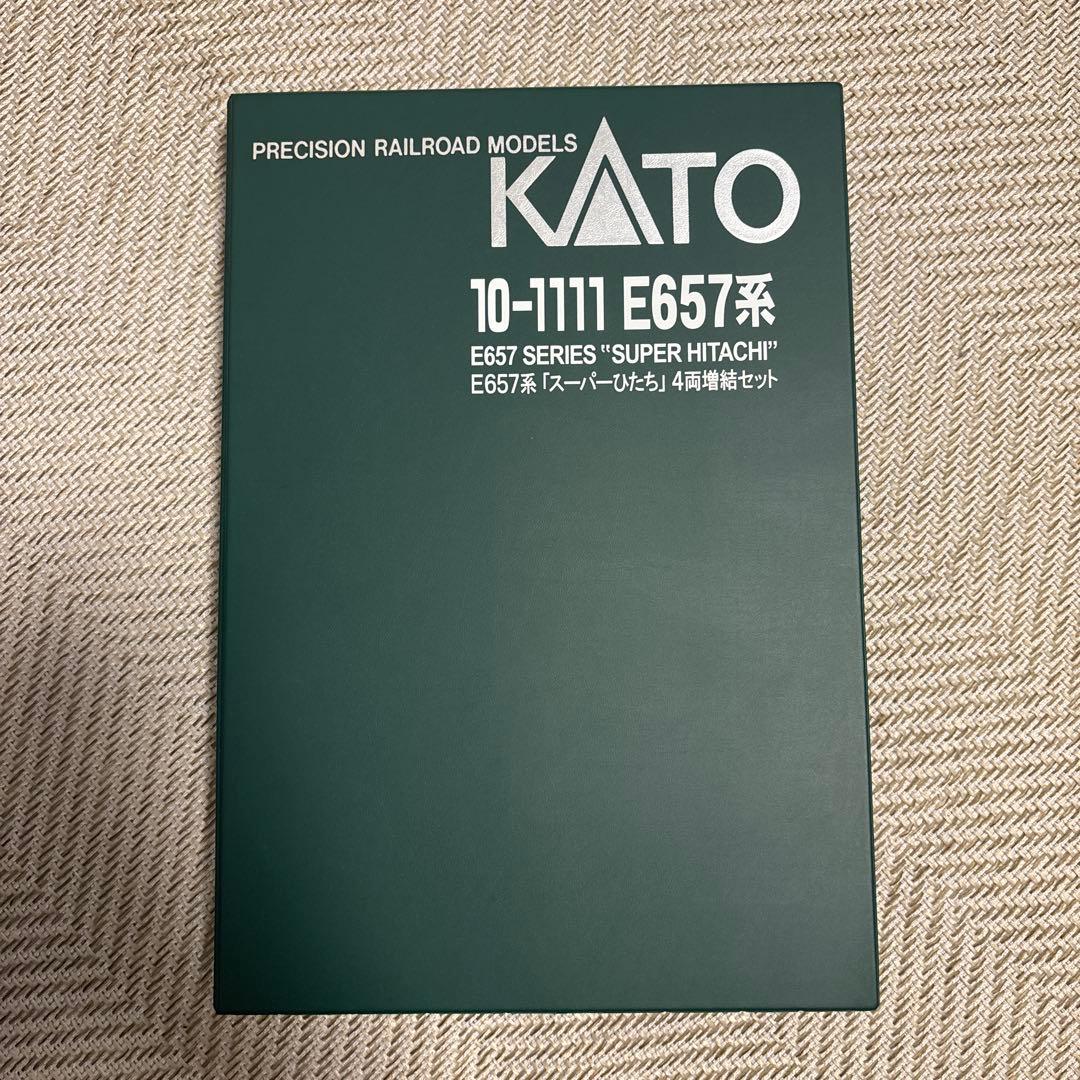 PRECISION RAILROAD MODELS
KATO
10-1111 E657系
E657 SERIES "SUPER HITACHI"
E657系「スーパーひたち」4両増結セット